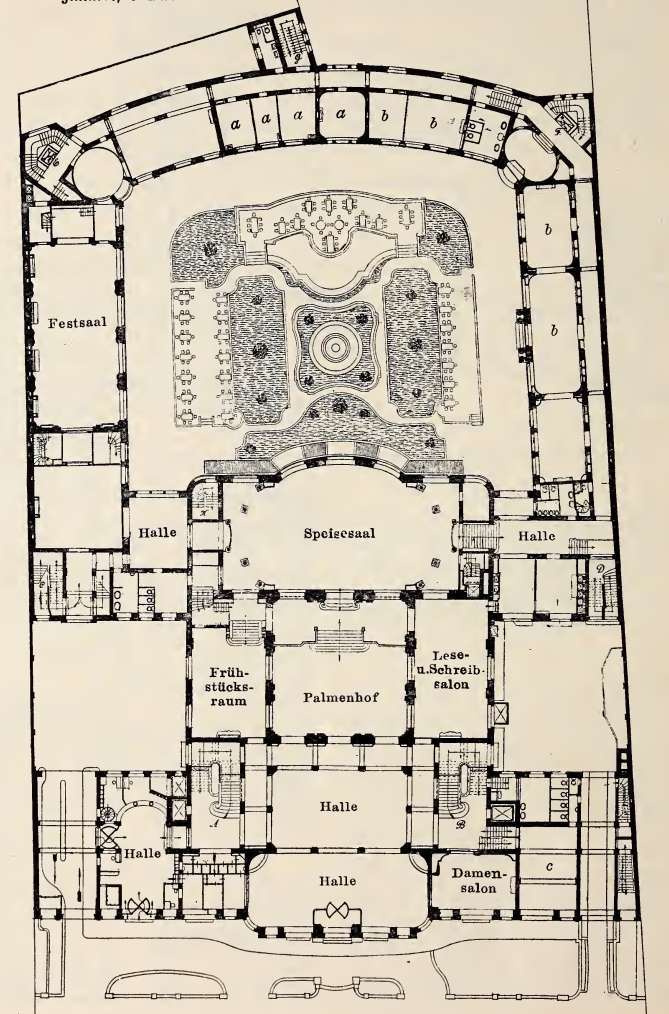 a
a
a
a
b
b
b
Festsaal
b
Halle
Speisesaal
Halle
D
Früh-
stücks-
raum
Palmenhof
Lese-
u. Schreib-
salon
Halle
A
B
Halle
Halle
Damen-
salon
c